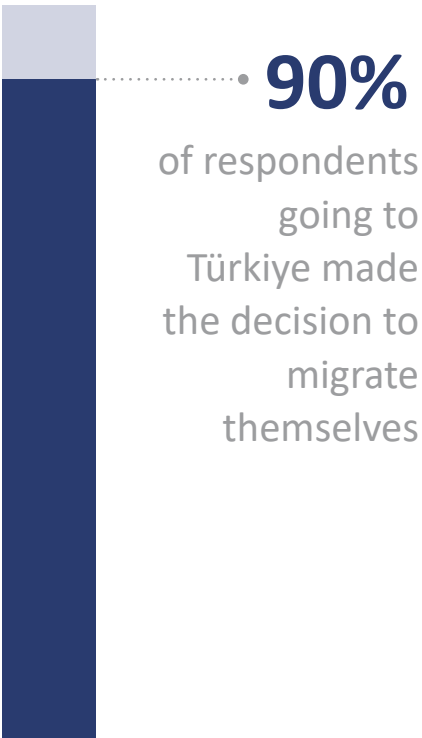 90%
of respondents
going to
Türkiye made
the decision to
migrate
themselves